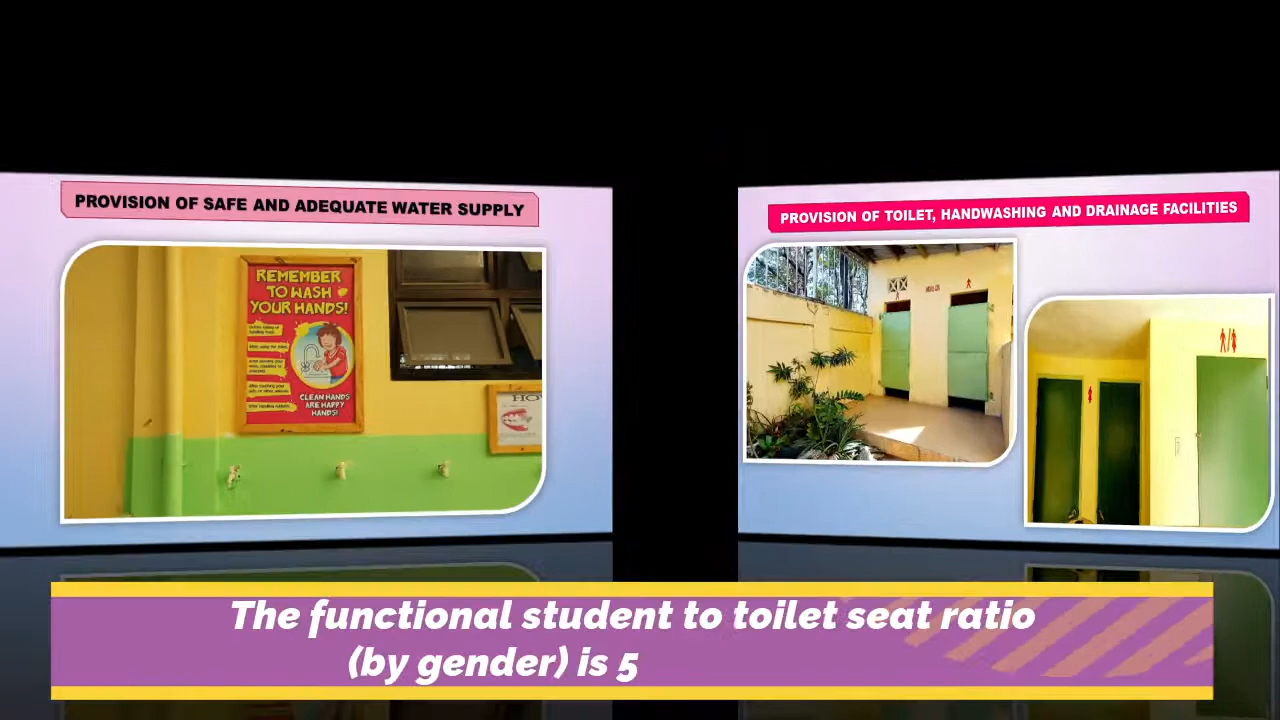 PROVISION OF SAFE AND ADEQUATE WATER SUPPLY
REMEMBER
TO WASH
YOUR HANDS!
CLEAN HANDS
ARE HAPPY
HANDS!
HO
PROVISION OF TOILET, HANDWASHING AND DRAINAGE FACILITIES
The functional student to toilet seat ratio
(by gender) is 5